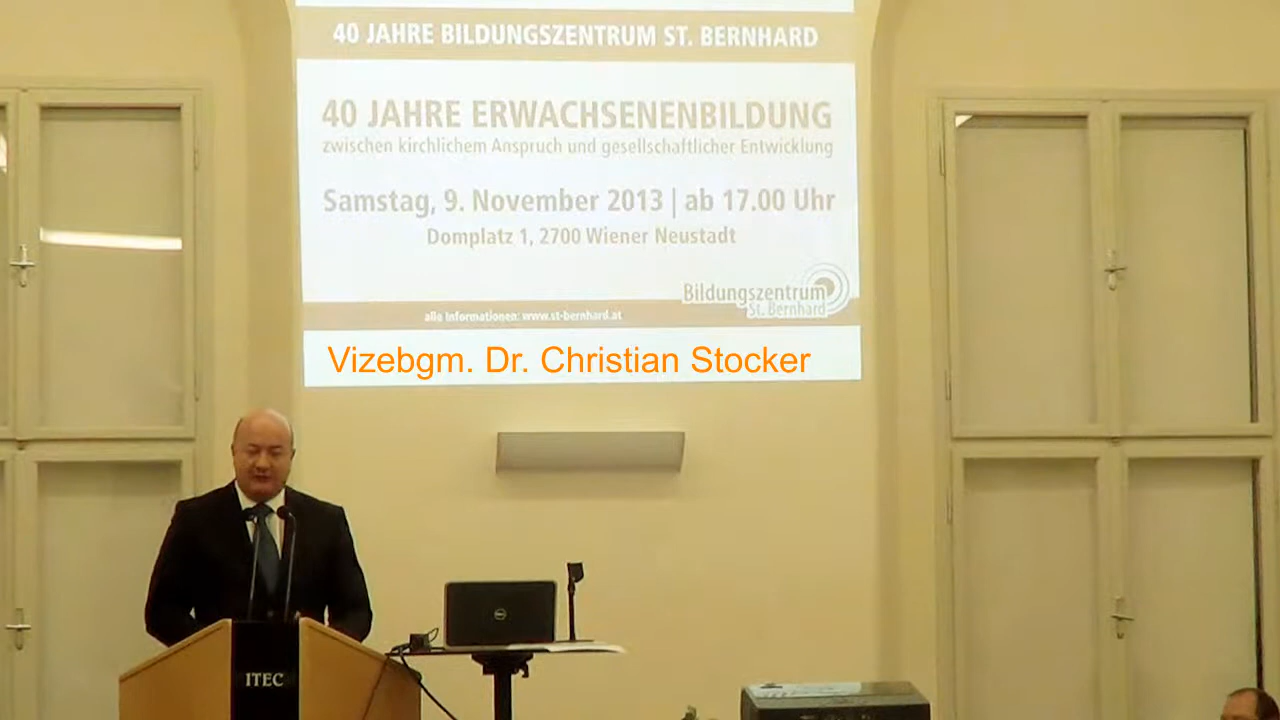 40 JAHRE BILDUNGSZENTRUM ST. BERNHARD
40 JAHRE ERWACHSENENBILDUNG
zwischen kirchlichem Anspruch und gesellschaftlicher Entwicklung
Samstag, 9. November 2013 | ab 17.00 Uhr
Domplatz 1, 2700 Wiener Neustadt
Bildungszentrum
St. Bernhard
alle Informationen: www.st-bernhard.at
Vizebgm. Dr. Christian Stocker
DELL
ITEC